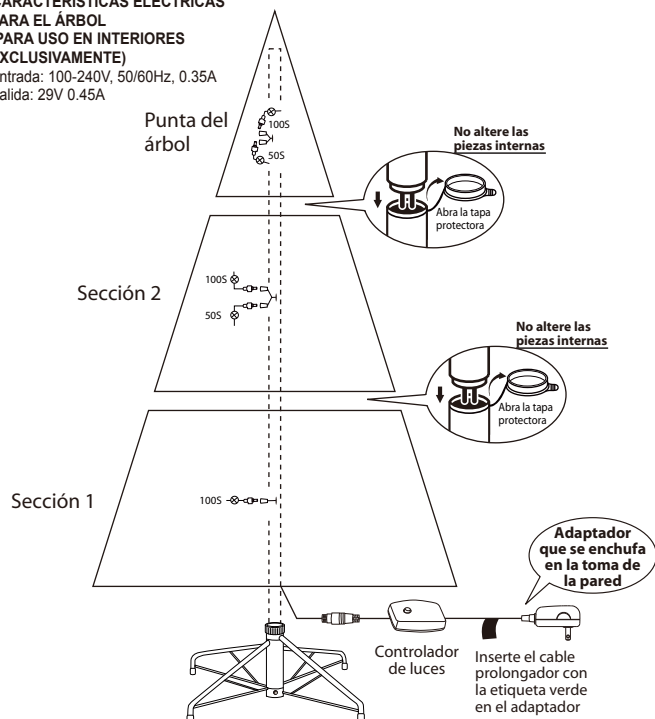 CARACTERÍSTICAS ELÉCTRICAS
PARA EL ÁRBOL
PARA USO EN INTERIORES
EXCLUSIVAMENTE)
ntrada: 100-240V, 50/60Hz, 0.35A
alida: 29V 0.45A
Punta del
árbol
100S
50S
No altere las
piezas internas
Abra la tapa
protectora
Sección 2
100S
50S
No altere las
piezas internas
Abra la tapa
protectora
Sección 1
100S
Adaptador
que se enchufa
en la toma de
la pared
Controlador
de luces
Inserte el cable
prolongador con
la etiqueta verde
en el adaptador